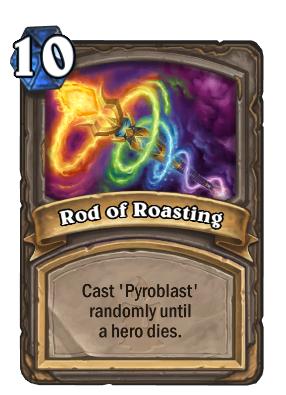 10
Rod of Roasting
Cast 'Pyroblast'
randomly until
a hero dies.